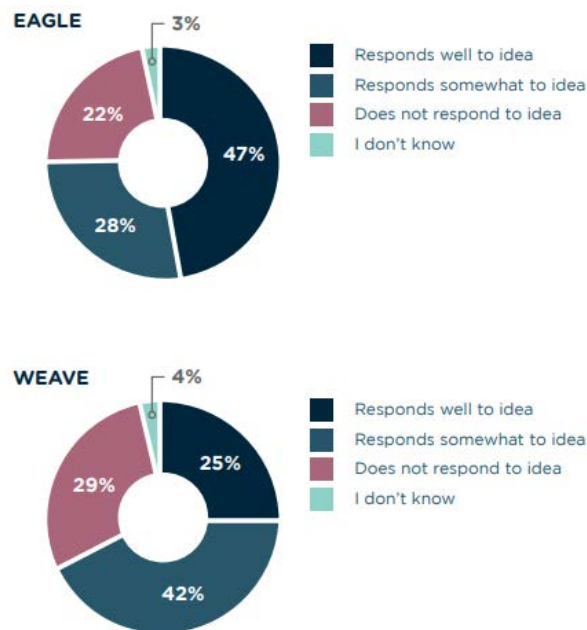 EAGLE
3%
22%
47%
28%
Responds well to idea
Responds somewhat to idea
Does not respond to idea
I don't know
WEAVE
4%
25%
29%
42%
Responds well to idea
Responds somewhat to idea
Does not respond to idea
I don't know